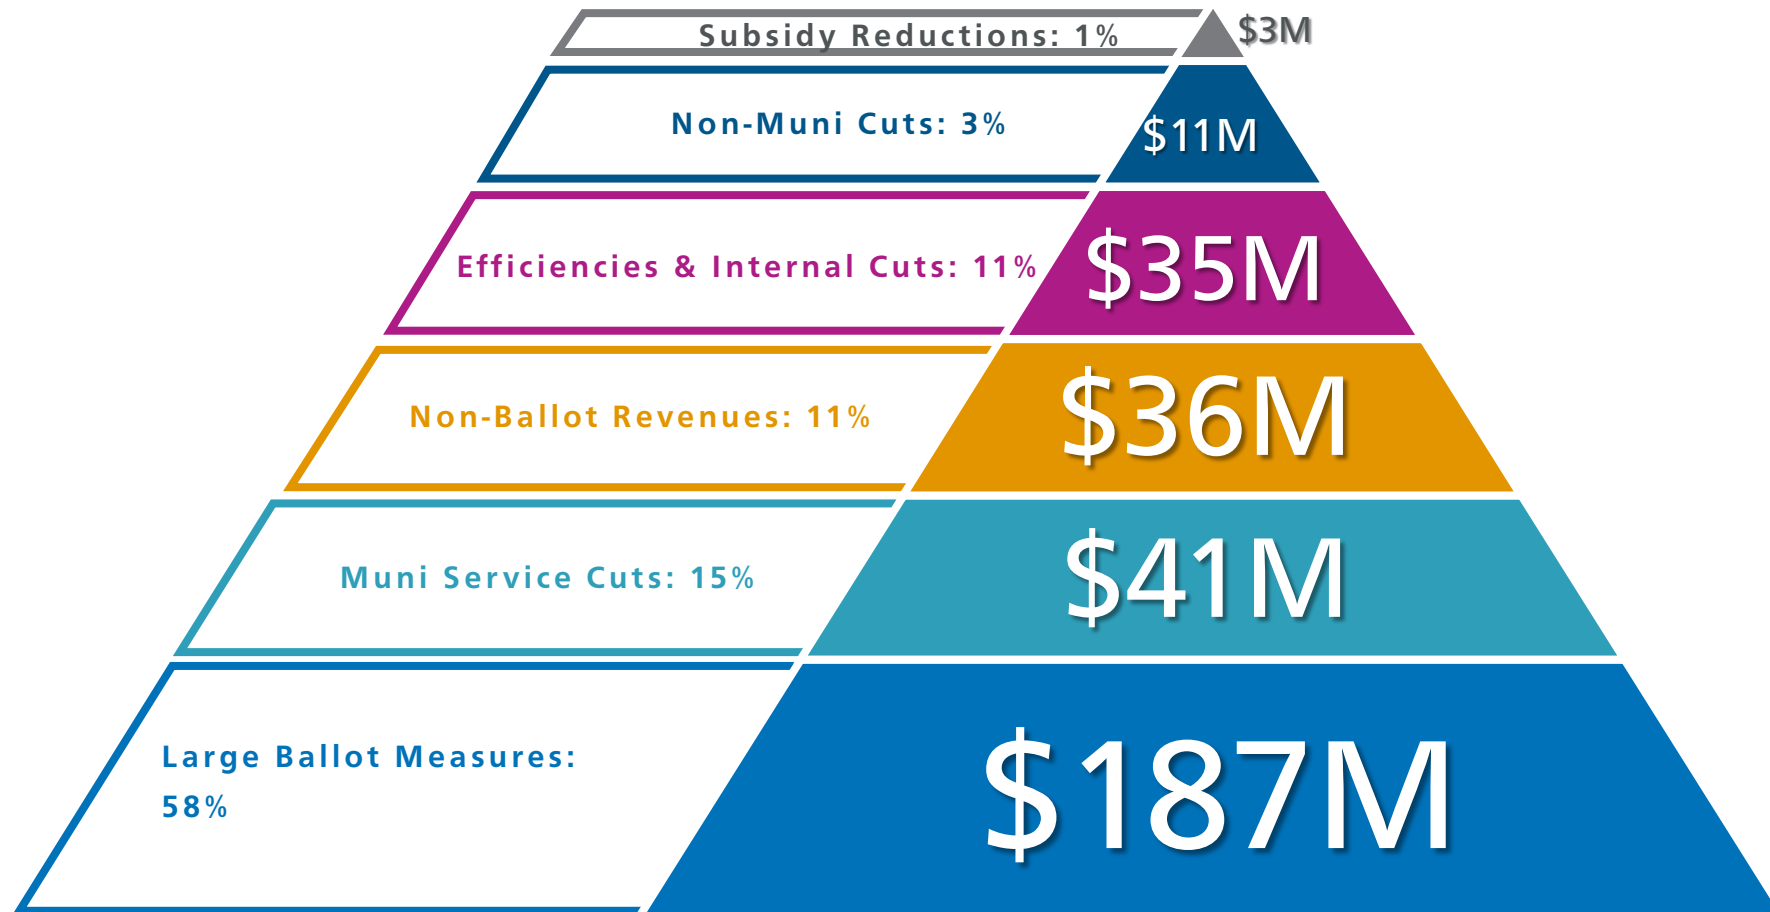 Subsidy Reductions: 1% $3M
Non-Muni Cuts: 3% $11M
Efficiencies & Internal Cuts: 11% $35M
Non-Ballot Revenues: 11% $36M
Muni Service Cuts: 15% $41M
Large Ballot Measures:
58%
$187M